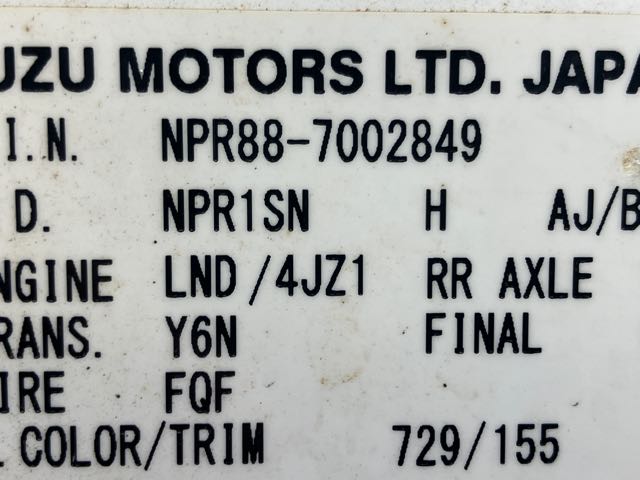 UZU MOTORS LTD. JAPA
I.N. NPR88-7002849
D. NPR1SN H AJ/B
NGINE LND/4JZ1 RR AXLE
RANS. Y6N FINAL
IRE FQF
COLOR/TRIM 729/155